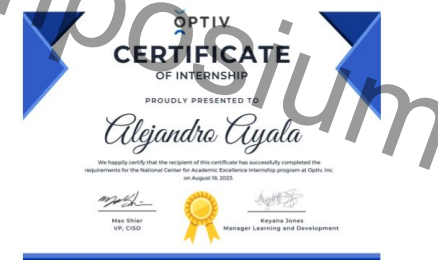 OPTIV
CERTIFICATE
OF INTERNSHIP
PROUDLY PRESENTED TO
Alejandro Ayala
We happily certify that the recipient of this certificate has successfully completed the
requirements for the National Center for Academic Excellence Internship program at Optiv, Inc.
on August 18, 2023.
Max Shier
VP, CISO
Keyana Jones
Manager Learning and Development